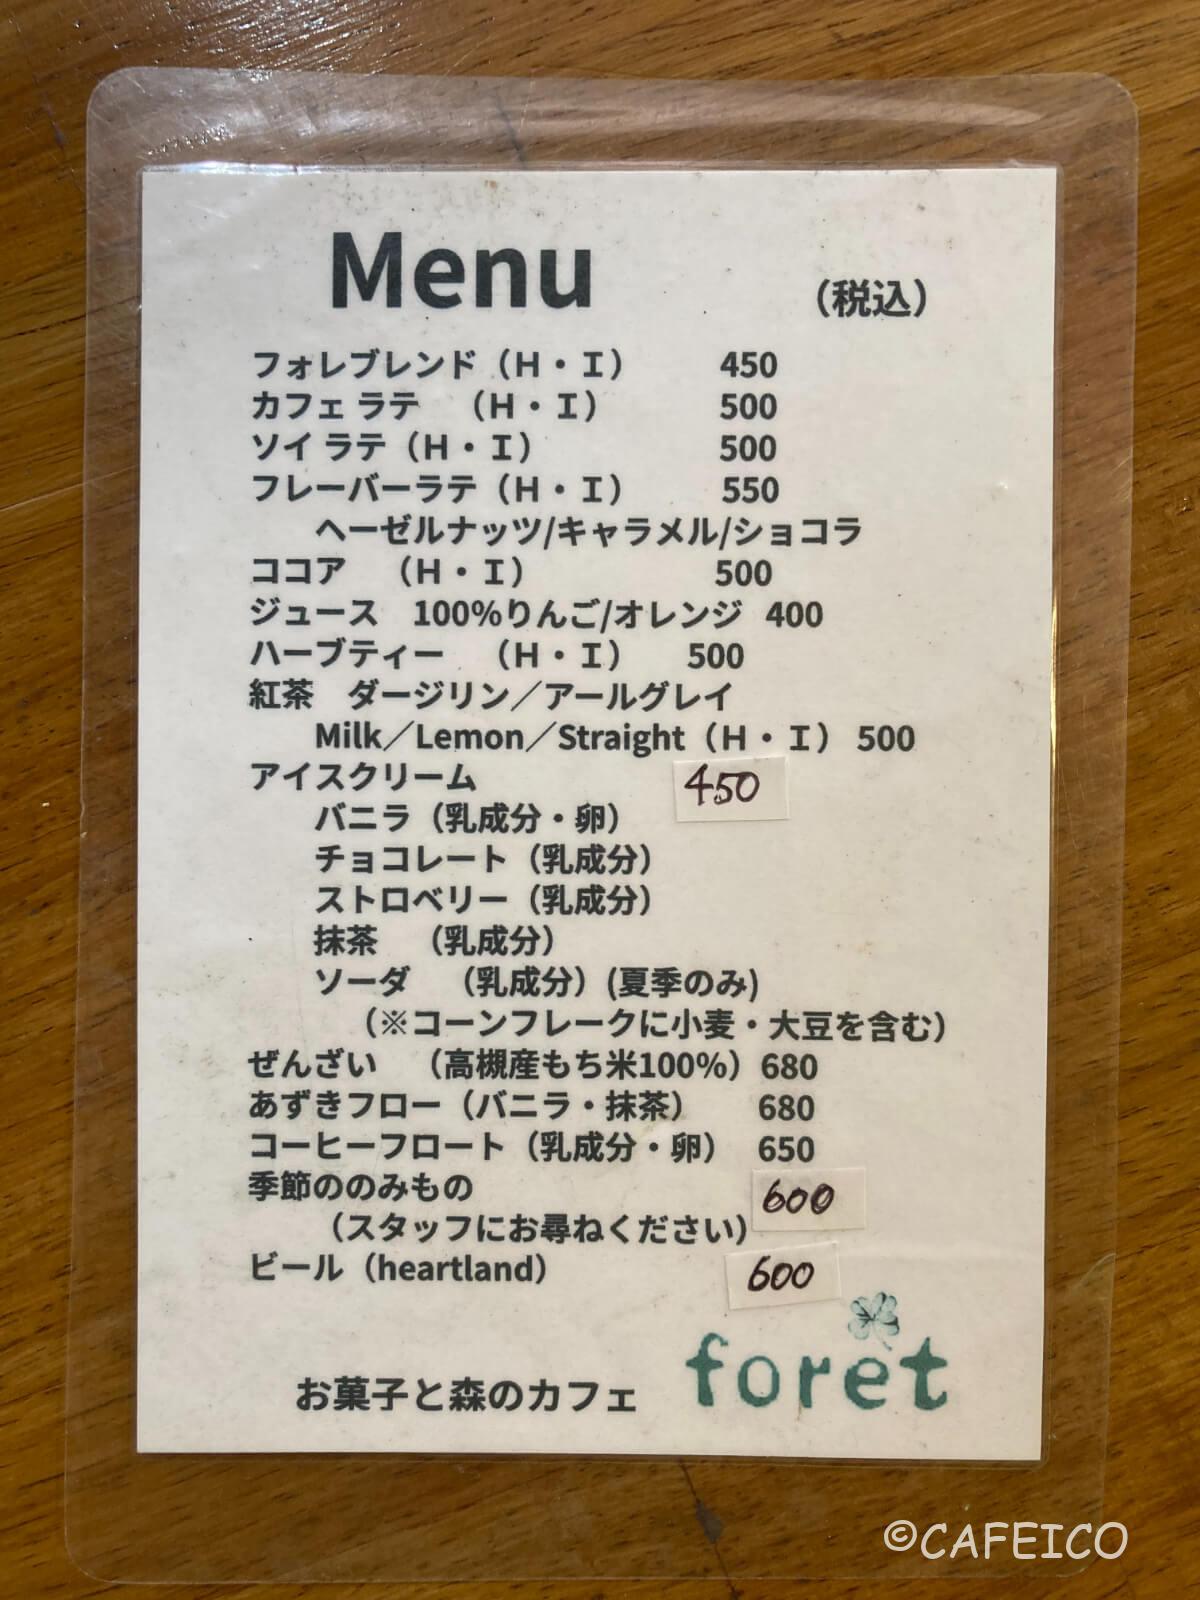 Menu （税込）
フォレブレンド（Ｈ・Ｉ） 450
カフェ ラテ （Ｈ・Ｉ） 500
ソイ ラテ（Ｈ・Ｉ） 500
フレーバーラテ（Ｈ・Ｉ） 550
ヘーゼルナッツ/キャラメル/ショコラ
ココア （Ｈ・Ｉ） 500
ジュース 100%りんご/オレンジ 400
ハーブティー （Ｈ・Ｉ） 500
紅茶 ダージリン／アールグレイ
Milk／Lemon／Straight（Ｈ・Ｉ） 500
アイスクリーム 450
バニラ（乳成分・卵）
チョコレート（乳成分）
ストロベリー（乳成分）
抹茶 （乳成分）
ソーダ （乳成分）(夏季のみ)
（※コーンフレークに小麦・大豆を含む）
ぜんざい （高槻産もち米100%）680
あずきフロー（バニラ・抹茶） 680
コーヒーフロート（乳成分・卵） 650
季節ののみもの 600
（スタッフにお尋ねください）
ビール（heartland） 600
お菓子と森のカフェ foret
©CAFEICO